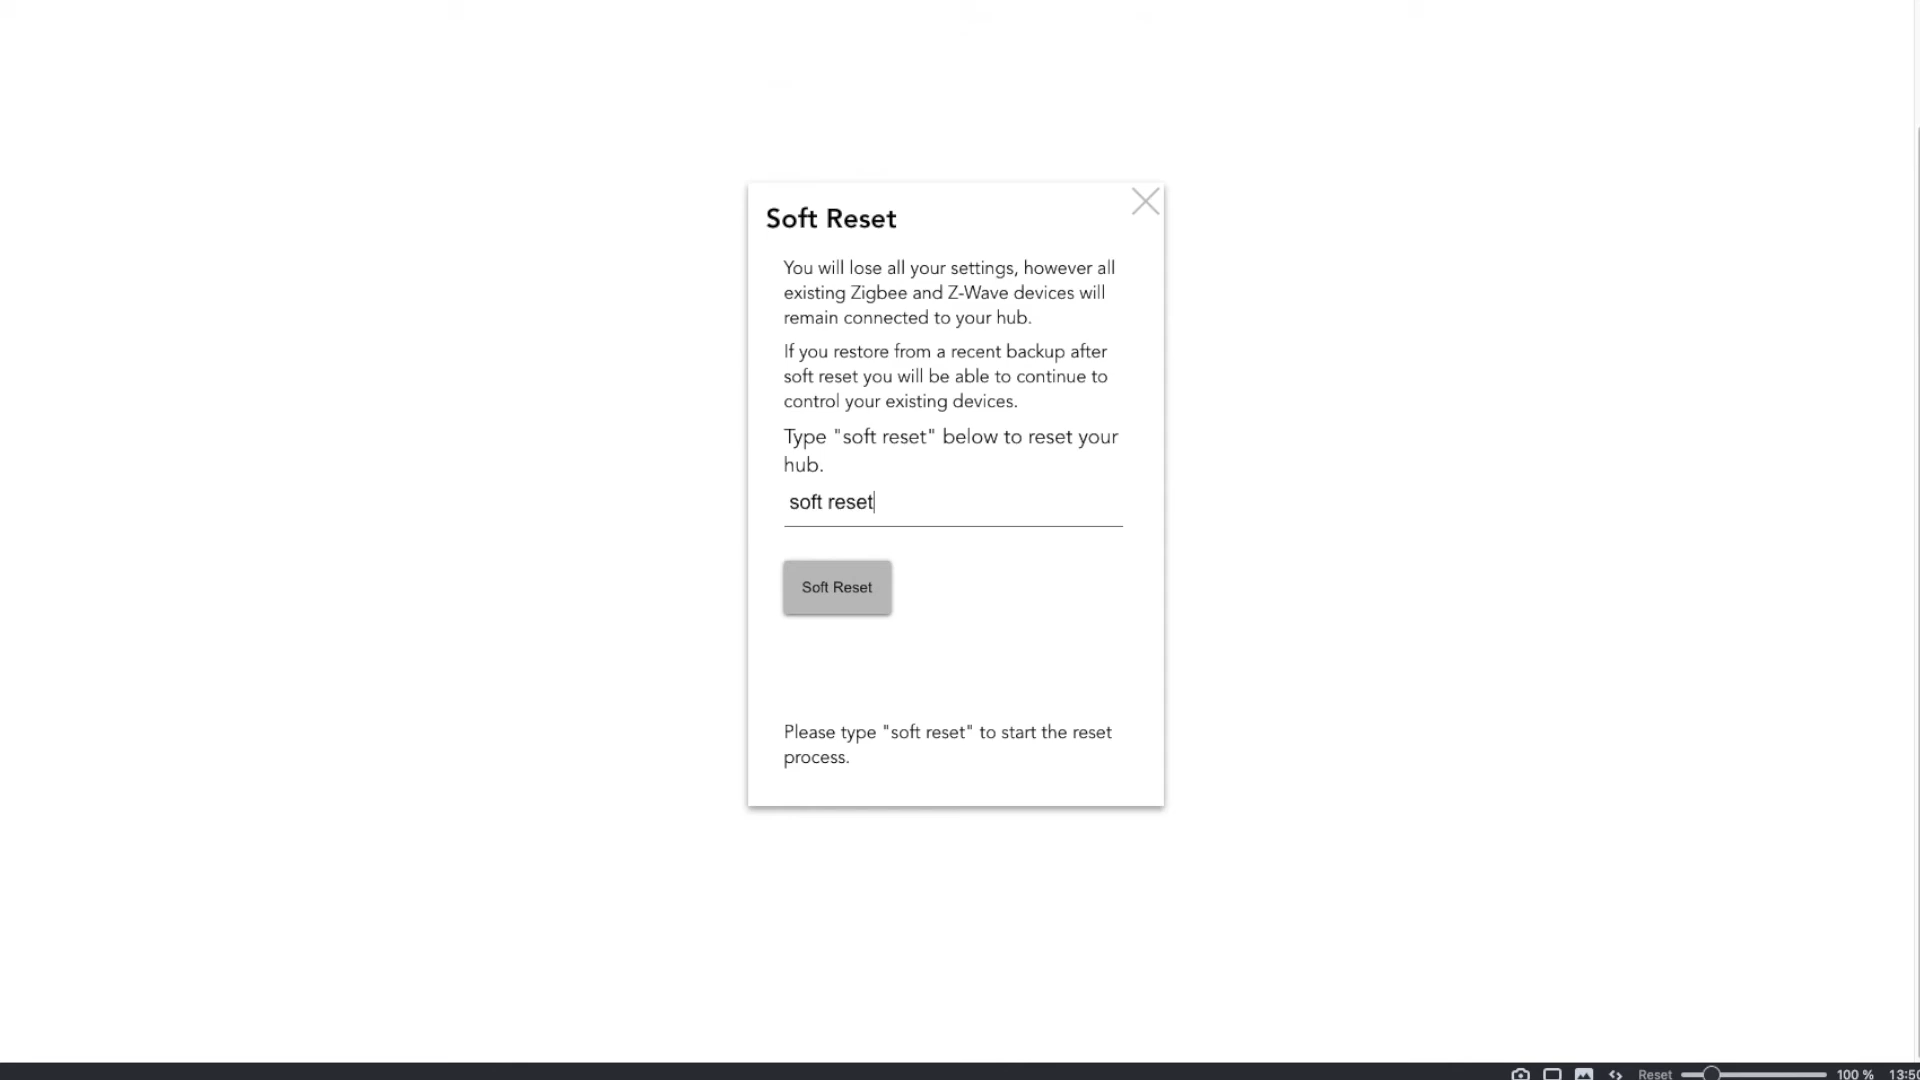 Soft Reset
You will lose all your settings, however all
existing Zigbee and Z-Wave devices will
remain connected to your hub.
If you restore from a recent backup after
soft reset you will be able to continue to
control your existing devices.
Type "soft reset" below to reset your
hub.
soft reset
Soft Reset
Please type "soft reset" to start the reset
process.
Reset 100 % 13:50